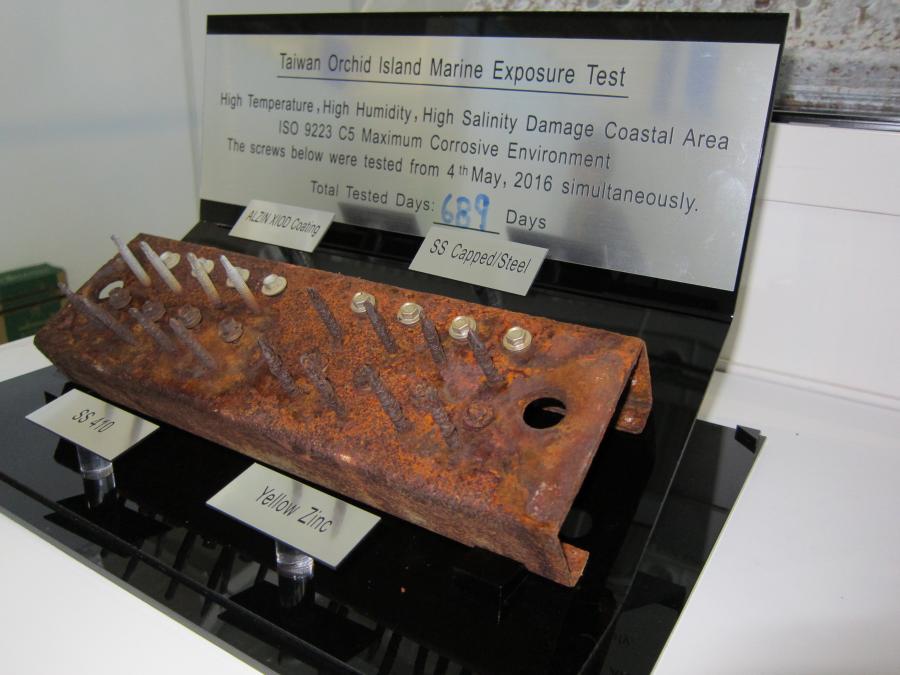 Taiwan Orchid Island Marine Exposure Test
High Temperature, High Humidity, High Salinity Damage Coastal Area
ISO 9223 C5 Maximum Corrosive Environment
The screws below were tested from 4th May, 2016 simultaneously.
Total Tested Days: 689 Days
ALZIN XIOD Coating
SS Capped/Steel
SS 410
Yellow Zinc